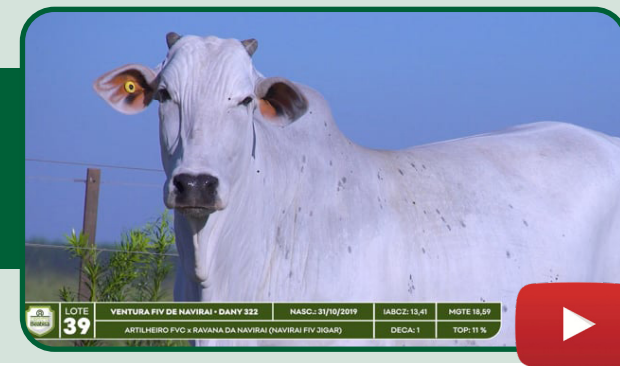 LOTE
39
VENTURA FIV DE NAVIRAI • DANY 322
NASC.: 31/10/2019
IABCZ: 13,41
MGTE 18,59
ARTILHEIRO FVC x RAVANA DA NAVIRAI (NAVIRAI FIV JIGAR)
DECA: 1
TOP: 11 %